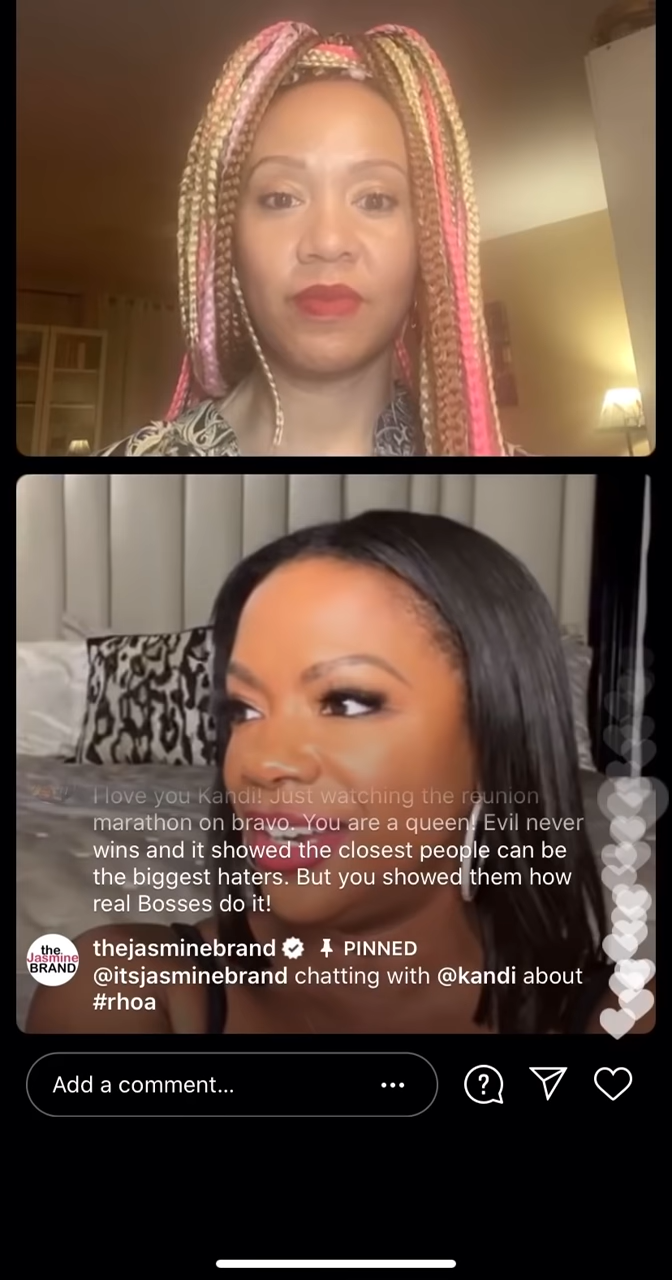 I love you Kandi! Just watching the reunion
marathon on bravo. You are a queen! Evil never
wins and it showed the closest people can be
the biggest haters. But you showed them how
real Bosses do it!
the
Jasmine
BRAND
thejasminebrand PINNED
@itsjasminebrand chatting with @kandi about
#rhoa
Add a comment...